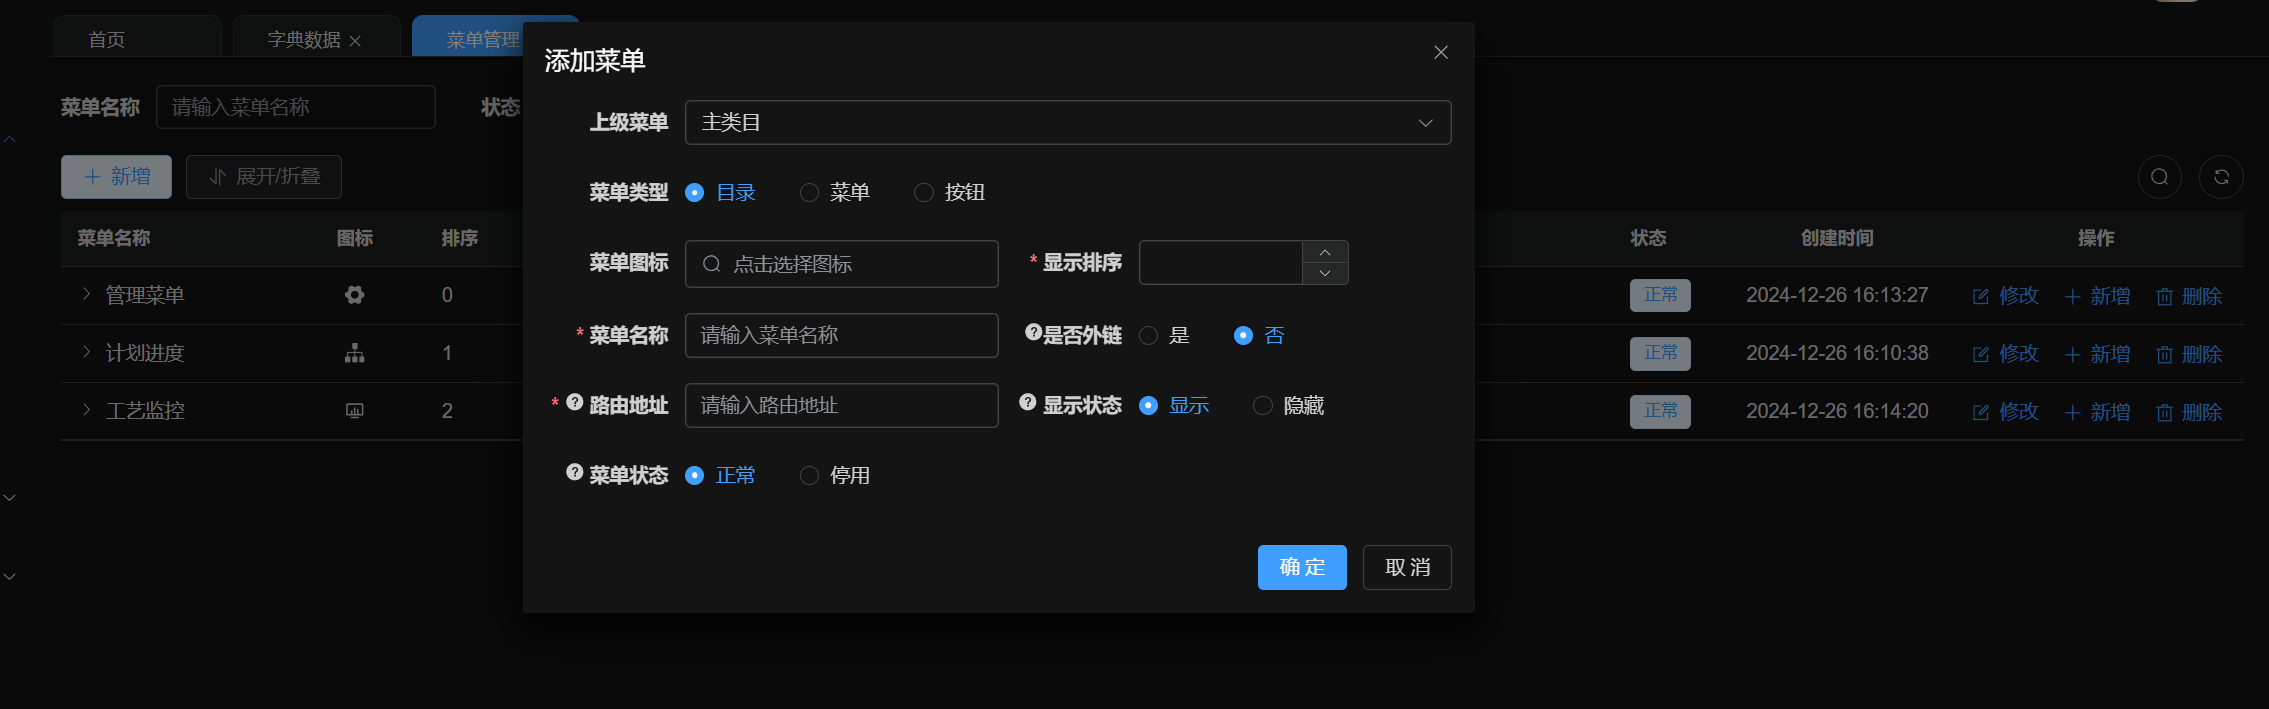 首页 字典数据 菜单管理
菜单名称 请输入菜单名称 状态
新增 展开/折叠
菜单名称 图标 排序 状态 创建时间 操作
管理菜单 0 正常 2024-12-26 16:13:27 修改 新增 删除
计划进度 1 正常 2024-12-26 16:10:38 修改 新增 删除
工艺监控 2 正常 2024-12-26 16:14:20 修改 新增 删除
添加菜单
上级菜单 主类目
菜单类型 目录 菜单 按钮
菜单图标 点击选择图标 * 显示排序
* 菜单名称 请输入菜单名称 ?是否外链 是 否
* ? 路由地址 请输入路由地址 ? 显示状态 显示 隐藏
? 菜单状态 正常 停用
确 定 取 消